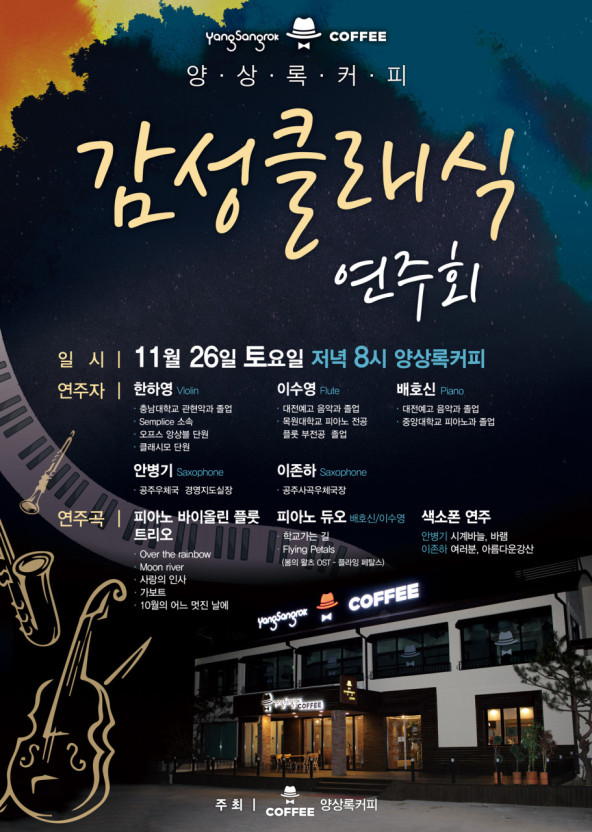 YangSangrok COFFEE
양·상·록·커·피
감성클래식
연주회
일 시 | 11월 26일 토요일 저녁 8시 양상록커피
연주자 | 한하영 Violin
· 충남대학교 관현악과 졸업
· Semplice 소속
· 오프스 앙상블 단원
· 클래시모 단원
이수영 Flute
· 대전예고 음악과 졸업
· 목원대학교 피아노 전공
플룻 부전공 졸업
배호신 Piano
· 대전예고 음악과 졸업
· 중앙대학교 피아노과 졸업
안병기 Saxophone
· 공주우체국 경영지도실장
이존하 Saxophone
· 공주사곡우체국장
연주곡 | 피아노 바이올린 플룻
트리오
· Over the rainbow
· Moon river
· 사랑의 인사
· 가보트
· 10월의 어느 멋진 날에
피아노 듀오 배호신/이수영
· 학교가는 길
· Flying Petals
(봄의 왈츠 OST - 플라잉 페탈스)
색소폰 연주
안병기 시계바늘, 바램
이존하 여러분, 아름다운강산
YangSangrok COFFEE
COFFEE
주 최 | COFFEE 양상록커피